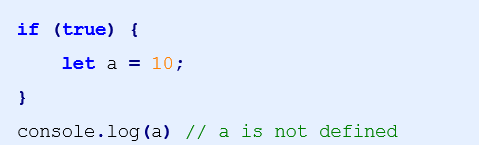 if (true) {
    let a = 10;
}
console.log(a) // a is not defined